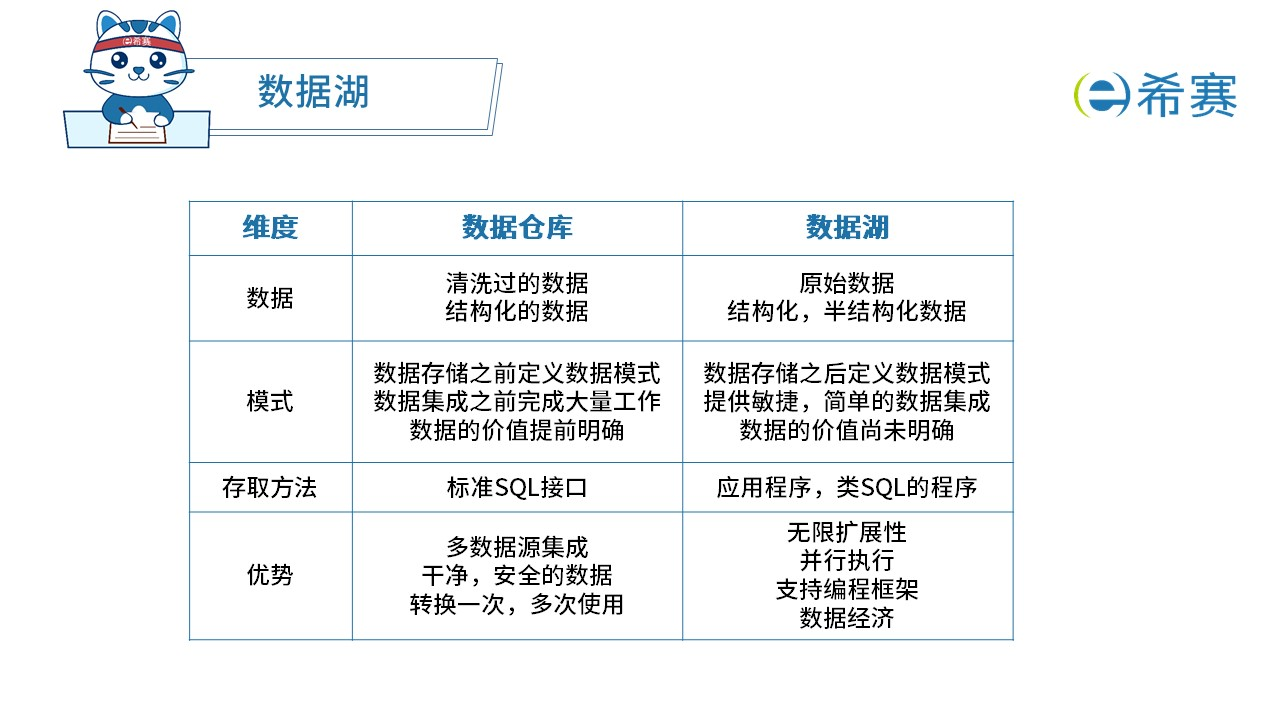 希赛
数据湖
希赛
维度
数据仓库
数据湖
数据
清洗过的数据
结构化的数据
原始数据
结构化，半结构化数据
模式
数据存储之前定义数据模式
数据集成之前完成大量工作
数据的价值提前明确
数据存储之后定义数据模式
提供敏捷，简单的数据集成
数据的价值尚未明确
存取方法
标准SQL接口
应用程序，类SQL的程序
优势
多数据源集成
干净，安全的数据
转换一次，多次使用
无限扩展性
并行执行
支持编程框架
数据经济